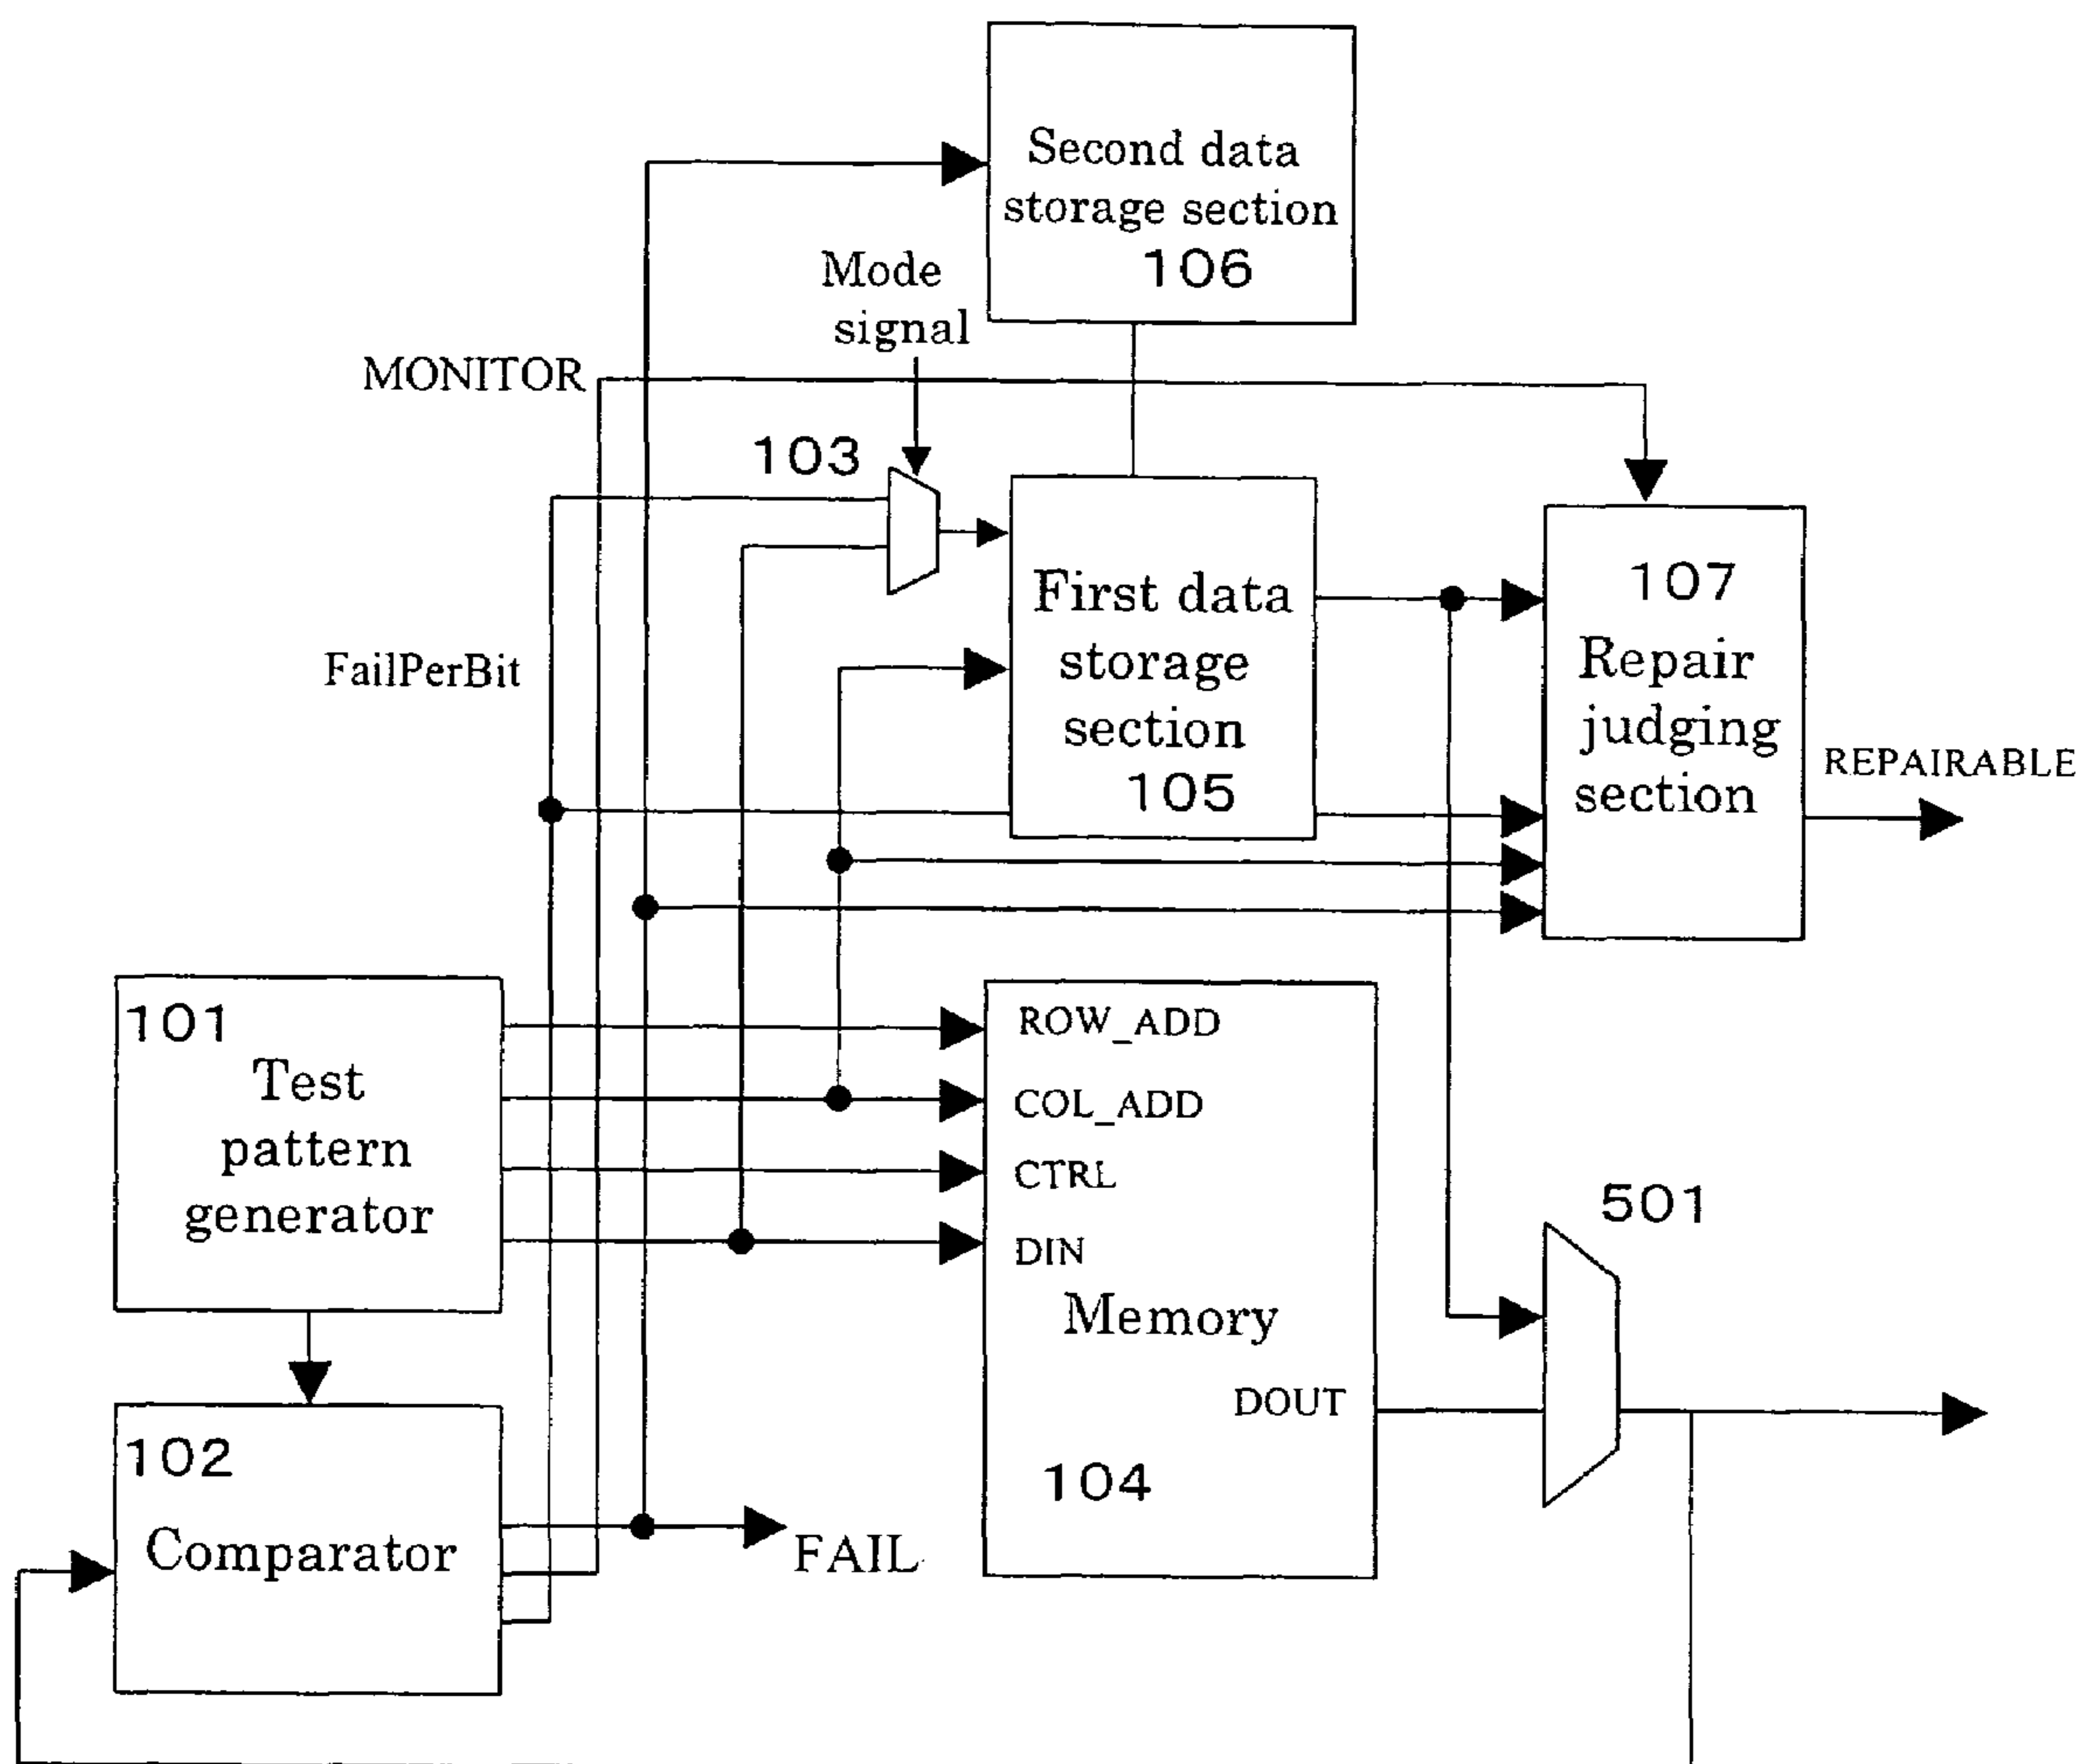 Second data
storage section
106
Mode
signal
MONITOR
103
First data
storage
section
105
107
Repair
judging
section
REPAIRABLE
FailPerBit
101
Test
pattern
generator
ROW_ADD
COL_ADD
CTRL
DIN
Memory
DOUT
104
501
102
Comparator
FAIL